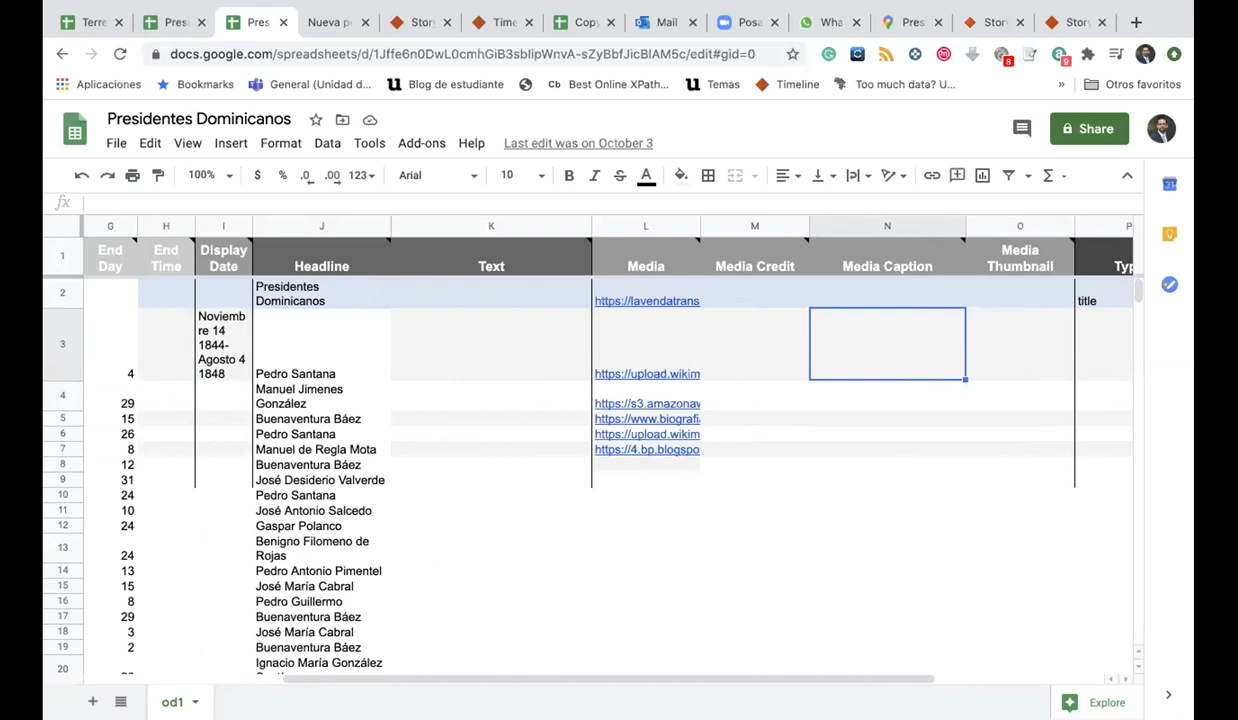 Terre
Presi
Pres
Nueva p
Story
Time
Copy
Mail
Posa
Wha
Pres
Stor
Story
docs.google.com/spreadsheets/d/1Jffe6n0DwL0cmhGiB3sblipWnvA-sZyBbfJicBlAM5c/edit#gid=0
8
9
Aplicaciones
Bookmarks
General (Unidad d...
Blog de estudiante
Cb Best Online XPath...
Temas
Timeline
Too much data? U...
»
Otros favoritos
Presidentes Dominicanos
Share
File Edit View Insert Format Data Tools Add-ons Help Last edit was on October 3
100% $ % .0 .00 123 Arial 10 B I S A Σ
fx
G H I J K L M N O P
1 End Day End Time Display Date Headline Text Media Media Credit Media Caption Media Thumbnail Typ
2 Presidentes Dominicanos https://lavendatrans title
3 4 Noviemb re 14 1844- Agosto 4 1848 Pedro Santana https://upload.wikim
4 29 Manuel Jimenes González https://s3.amazonav
5 15 Buenaventura Báez https://www.biografi
6 26 Pedro Santana https://upload.wikim
7 8 Manuel de Regla Mota https://4.bp.blogspo
8 12 Buenaventura Báez
9 31 José Desiderio Valverde
10 24 Pedro Santana
11 10 José Antonio Salcedo
12 24 Gaspar Polanco
13 24 Benigno Filomeno de Rojas
14 13 Pedro Antonio Pimentel
15 15 José María Cabral
16 8 Pedro Guillermo
17 29 Buenaventura Báez
18 3 José María Cabral
19 2 Buenaventura Báez
20 Ignacio María González
od1
Explore